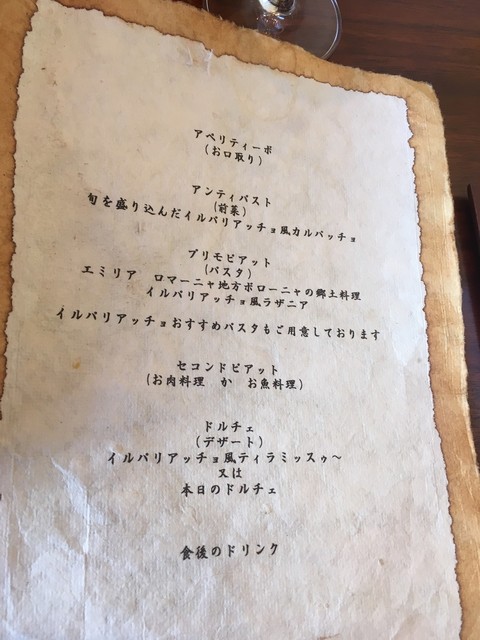 アペリティーボ
(お口取り)
アンティパスト
(前菜)
旬を盛り込んだイルバリアッチョ風カルパッチョ
プリモピアット
(パスタ)
エミリア　ロマーニャ地方ボローニャの郷土料理
イルバリアッチョ風ラザニア
イルバリアッチョおすすめパスタもご用意しております
セコンドピアット
(お肉料理　か　お魚料理)
ドルチェ
(デザート)
イルバリアッチョ風ティラミッスゥ〜
又は
本日のドルチェ
食後のドリンク